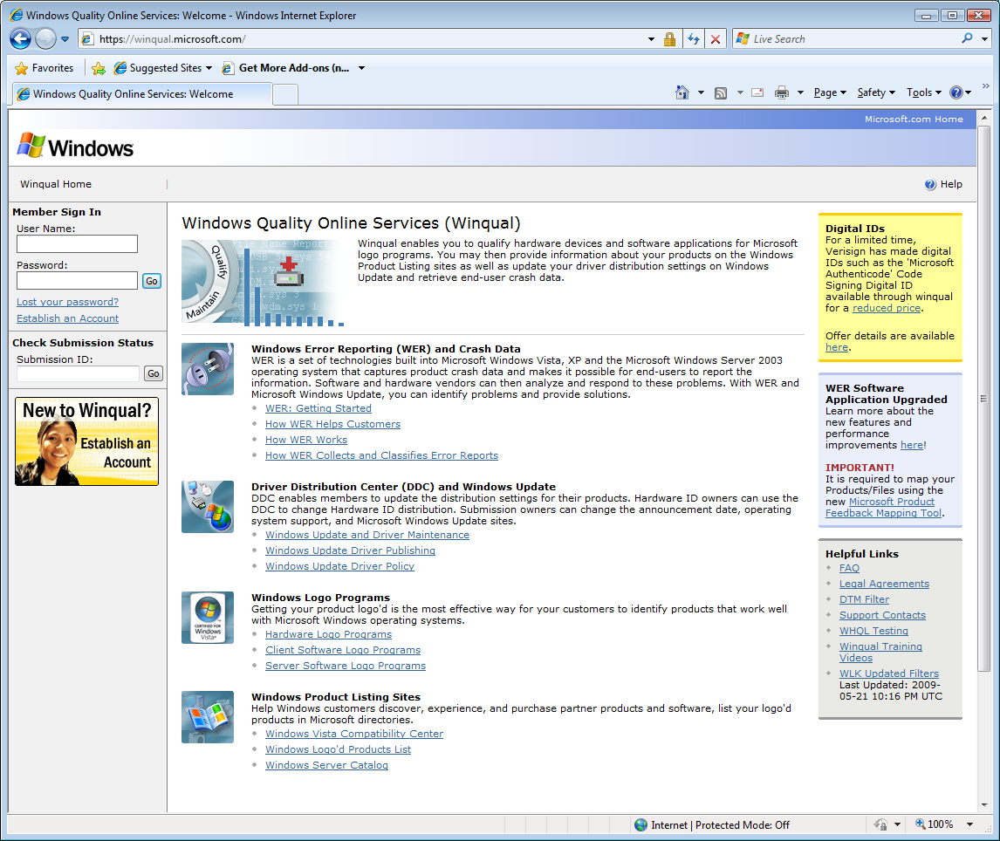 Windows Quality Online Services: Welcome - Windows Internet Explorer
https://winqual.microsoft.com/
Live Search
Favorites
Suggested Sites
Get More Add-ons (n...
Windows Quality Online Services: Welcome
Page
Safety
Tools
Microsoft.com Home
Windows
Winqual Home
Help
Member Sign In
User Name:
Password:
Go
Lost your password?
Establish an Account
Check Submission Status
Submission ID:
Go
New to Winqual?
Establish an
Account
Windows Quality Online Services (Winqual)
Qualify
Maintain
Winqual enables you to qualify hardware devices and software applications for Microsoft
logo programs. You may then provide information about your products on the Windows
Product Listing sites as well as update your driver distribution settings on Windows
Update and retrieve end-user crash data.
Windows Error Reporting (WER) and Crash Data
WER is a set of technologies built into Microsoft Windows Vista, XP and the Microsoft Windows Server 2003
operating system that captures product crash data and makes it possible for end-users to report the
information. Software and hardware vendors can then analyze and respond to these problems. With WER and
Microsoft Windows Update, you can identify problems and provide solutions.
WER: Getting Started
How WER Helps Customers
How WER Works
How WER Collects and Classifies Error Reports
Driver Distribution Center (DDC) and Windows Update
DDC enables members to update the distribution settings for their products. Hardware ID owners can use the
DDC to change Hardware ID distribution. Submission owners can change the announcement date, operating
system support, and Microsoft Windows Update sites.
Windows Update and Driver Maintenance
Windows Update Driver Publishing
Windows Update Driver Policy
CERTIFIED FOR
Windows
Vista
Windows Logo Programs
Getting your product logo'd is the most effective way for your customers to identify products that work well
with Microsoft Windows operating systems.
Hardware Logo Programs
Client Software Logo Programs
Server Software Logo Programs
Windows Product Listing Sites
Help Windows customers discover, experience, and purchase partner products and software, list your logo'd
products in Microsoft directories.
Windows Vista Compatibility Center
Windows Logo'd Products List
Windows Server Catalog
Digital IDs
For a limited time,
Verisign has made digital
IDs such as the 'Microsoft
Authenticode' Code
Signing Digital ID
available through winqual
for a reduced price.
Offer details are available
here.
WER Software
Application Upgraded
Learn more about the
new features and
performance
improvements here!
IMPORTANT!
It is required to map your
Products/Files using the
new Microsoft Product
Feedback Mapping Tool.
Helpful Links
FAQ
Legal Agreements
DTM Filter
Support Contacts
WHQL Testing
Winqual Training
Videos
WLK Updated Filters
Last Updated: 2009-
05-21 10:16 PM UTC
Internet | Protected Mode: Off
100%